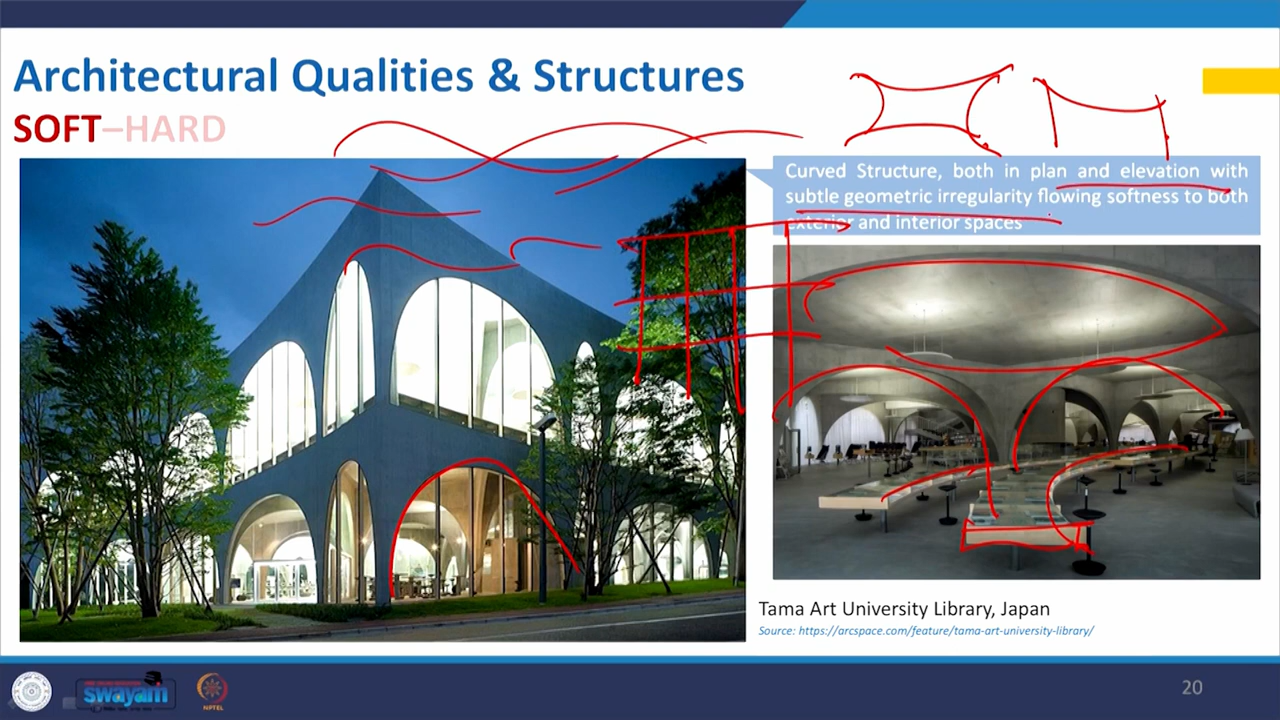 Architectural Qualities & Structures
SOFT–HARD
Curved Structure, both in plan and elevation with
subtle geometric irregularity flowing softness to both
exterior and interior spaces
Tama Art University Library, Japan
Source: https://arcspace.com/feature/tama-art-university-library/
swayam
NPTEL
20